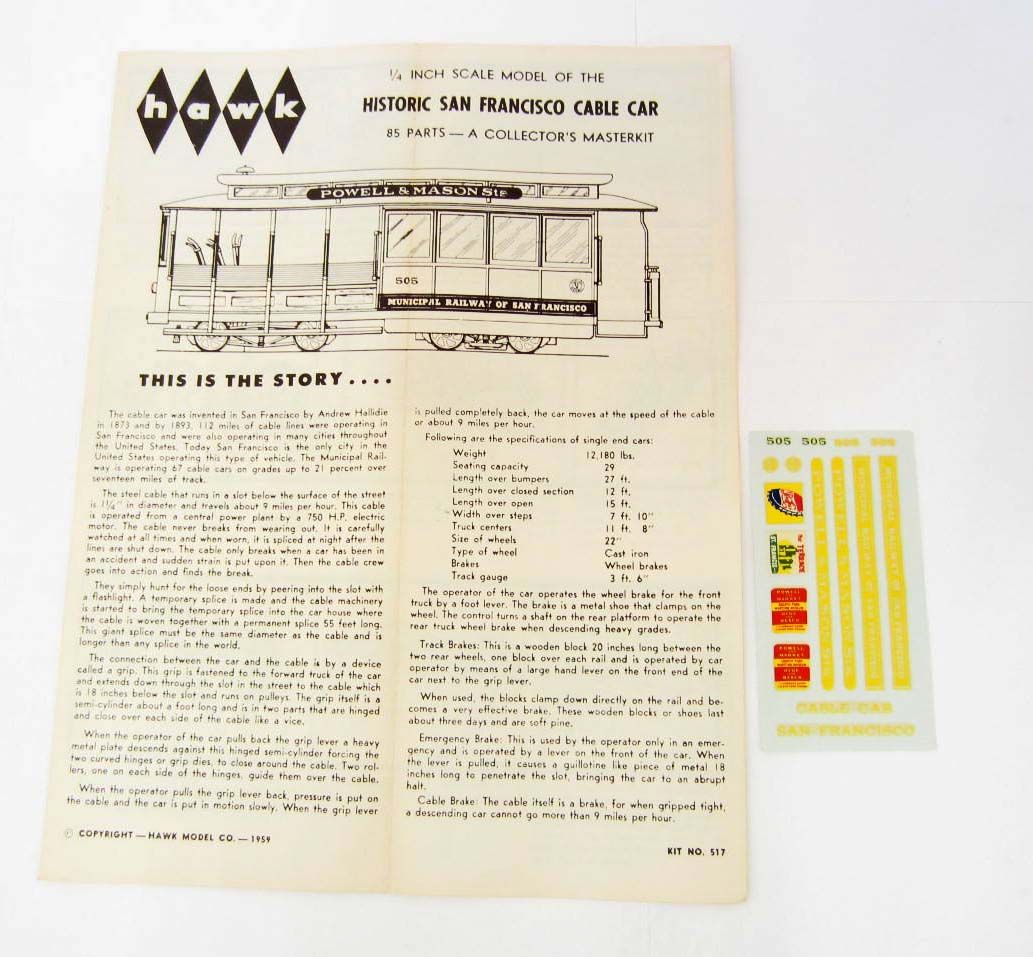 hawk
1/4 INCH SCALE MODEL OF THE
HISTORIC SAN FRANCISCO CABLE CAR
85 PARTS — A COLLECTOR'S MASTERKIT
POWELL & MASON Sts
505
MUNICIPAL RAILWAY OF SAN FRANCISCO
THIS IS THE STORY....
The cable car was invented in San Francisco by Andrew Hallidie
in 1873 and by 1893, 112 miles of cable lines were operating in
San Francisco and were also operating in many cities throughout
the United States. Today San Francisco is the only city in the
United States operating this type of vehicle. The Municipal Rail-
way is operating 67 cable cars on grades up to 21 percent over
seventeen miles of track.
The steel cable that runs in a slot below the surface of the street
is 1 1/4" in diameter and travels about 9 miles per hour. This cable
is operated from a central power plant by a 750 H.P. electric
motor. The cable never breaks from wearing out. It is carefully
watched at all times and when worn, it is spliced at night after the
lines are shut down. The cable only breaks when a car has been in
an accident and sudden strain is put upon it. Then the cable crew
goes into action and finds the break.
They simply hunt for the loose ends by peering into the slot with
a flashlight. A temporary splice is made and the cable machinery
is started to bring the temporary splice into the car house where
the cable is woven together with a permanent splice 55 feet long.
This giant splice must be the same diameter as the cable and is
longer than any splice in the world.
The connection between the car and the cable is by a device
called a grip. This grip is fastened to the forward truck of the car
and extends down through the slot in the street to the cable which
is 18 inches below the slot and runs on pulleys. The grip itself is a
semi-cylinder about a foot long and is in two parts that are hinged
and close over each side of the cable like a vice.
When the operator of the car pulls back the grip lever a heavy
metal plate descends against this hinged semi-cylinder forcing the
two curved hinges or grip dies, to close around the cable. Two rol-
lers, one on each side of the hinges, guide them over the cable.
When the operator pulls the grip lever back, pressure is put on
the cable and the car is put in motion slowly. When the grip lever
© COPYRIGHT — HAWK MODEL CO. — 1959
is pulled completely back, the car moves at the speed of the cable
or about 9 miles per hour.
Following are the specifications of single end cars:
Weight 12,180 lbs.
Seating capacity 29
Length over bumpers 27 ft.
Length over closed section 12 ft.
Length over open 15 ft.
Width over steps 7 ft. 10"
Truck centers 11 ft. 8"
Size of wheels 22"
Type of wheel Cast iron
Brakes Wheel brakes
Track gauge 3 ft. 6"
The operator of the car operates the wheel brake for the front
truck by a foot lever. The brake is a metal shoe that clamps on the
wheel. The control turns a shaft on the rear platform to operate the
rear truck wheel brake when descending heavy grades.
Track Brakes: This is a wooden block 20 inches long between the
two rear wheels, one block over each rail and is operated by car
operator by means of a large hand lever on the front end of the
car next to the grip lever.
When used, the blocks clamp down directly on the rail and be-
comes a very effective brake. These wooden blocks or shoes last
about three days and are soft pine.
Emergency Brake: This is used by the operator only in an emer-
gency and is operated by a lever on the front of the car. When
the lever is pulled, it causes a guillotine like piece of metal 18
inches long to penetrate the slot, bringing the car to an abrupt
halt.
Cable Brake: The cable itself is a brake, for when gripped tight,
a descending car cannot go more than 9 miles per hour.
KIT NO. 517
505 505 505 505
POWELL & MASON Sts
POWELL & MASON Sts
MUNICIPAL RAILWAY OF SAN FRANCISCO
MUNICIPAL RAILWAY OF SAN FRANCISCO
POWELL
&
MARKET
HYDE
&
BEACH
POWELL
&
MARKET
HYDE
&
BEACH
CABLE CAR
SAN FRANCISCO